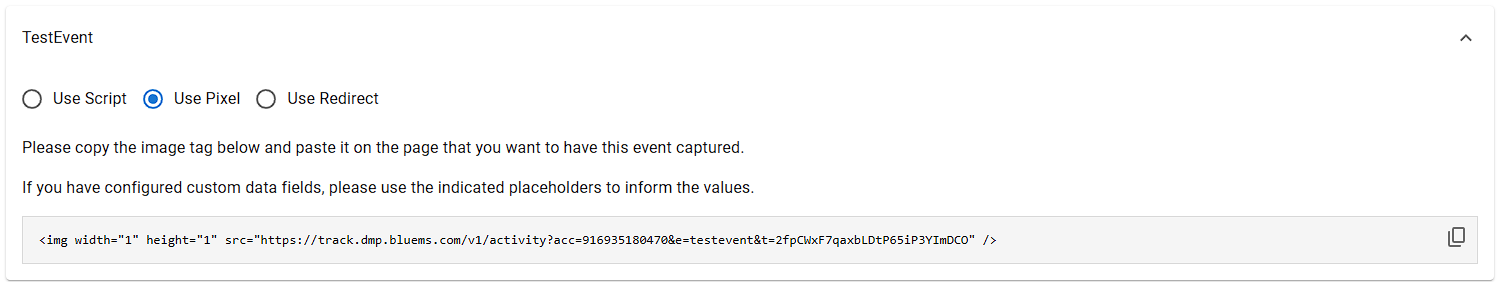 TestEvent
Use Script Use Pixel Use Redirect
Please copy the image tag below and paste it on the page that you want to have this event captured.
If you have configured custom data fields, please use the indicated placeholders to inform the values.
<img width="1" height="1" src="https://track.dmp.bluems.com/v1/activity?acc=916935180470&e=testevent&t=2fpCWxF7qaxbLDtP65iP3YImDCO" />